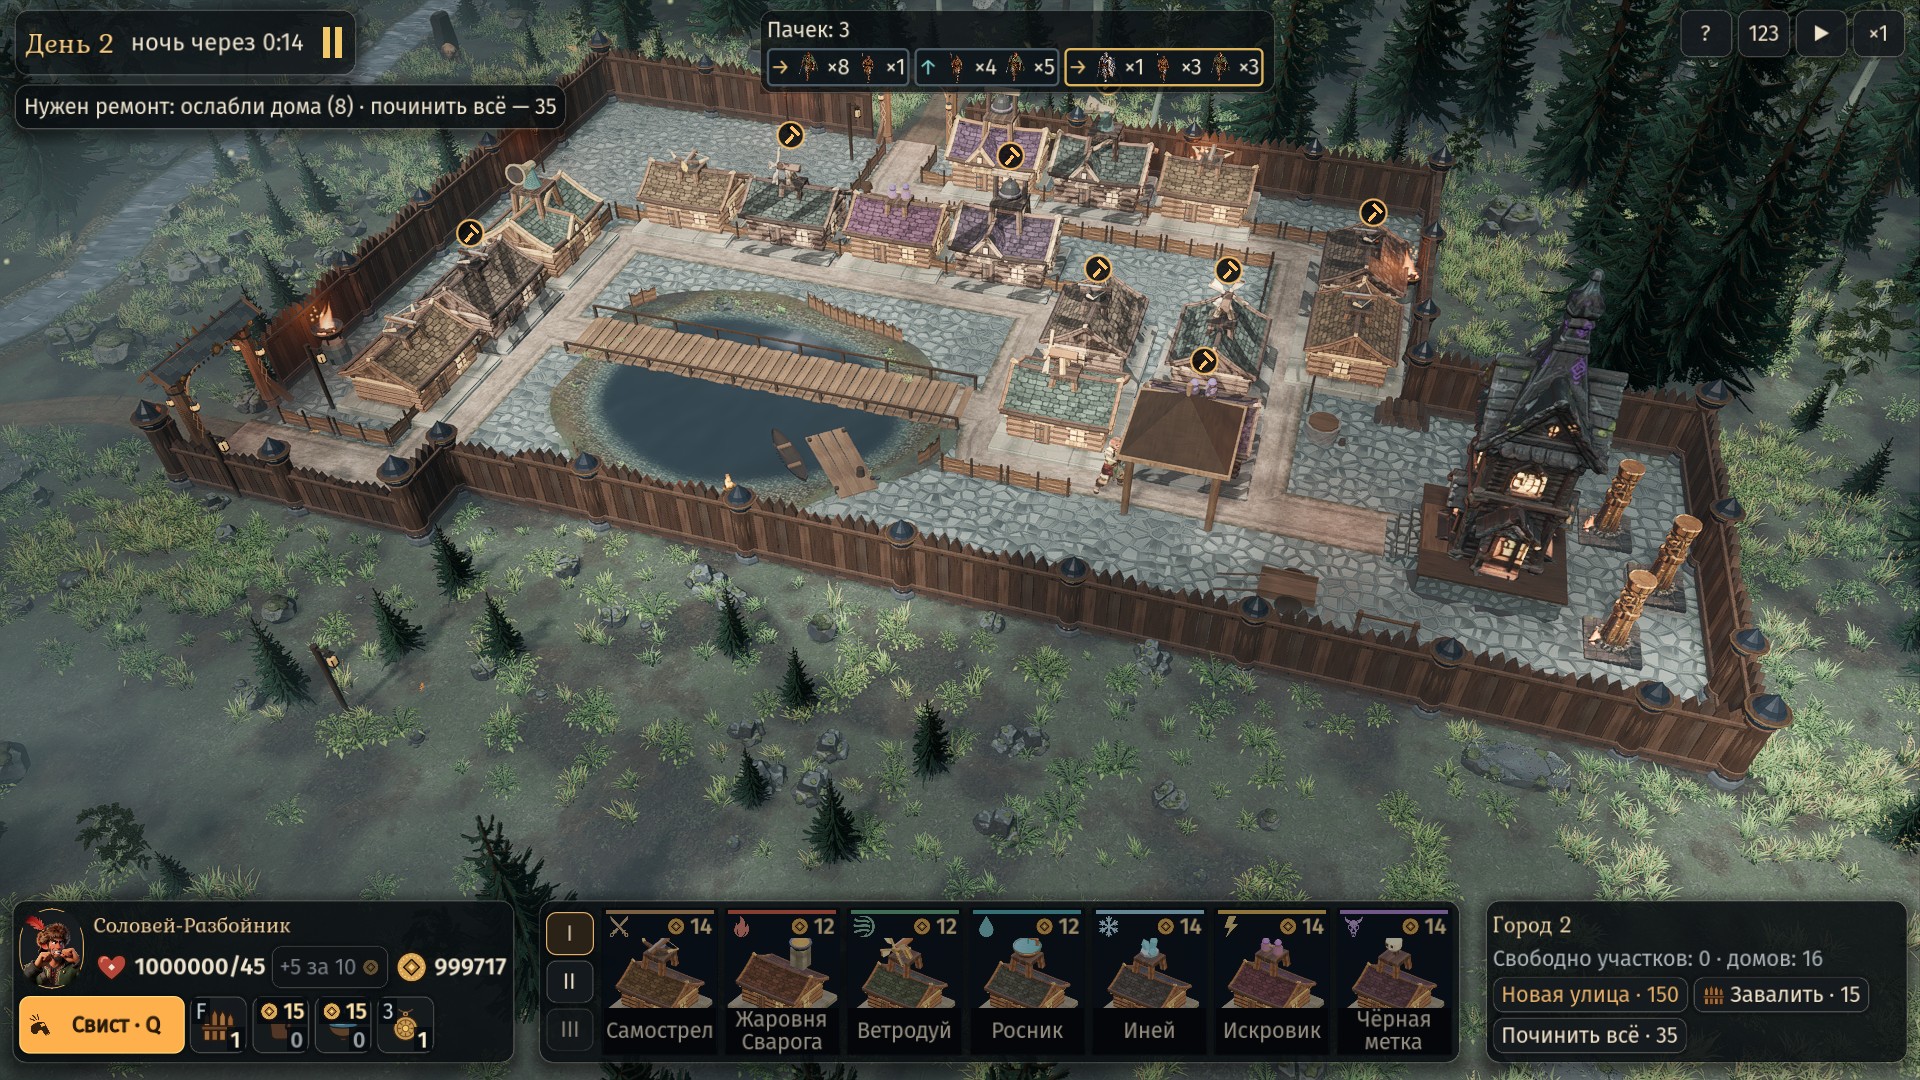 День 2 ночь через 0:14
Нужен ремонт: ослабли дома (8) · починить всё — 35
Пачек: 3
×8 ×1 ×4 ×5 ×1 ×3 ×3
? 123 ×1
Соловей-Разбойник
1000000/45 +5 за 10 999717
Свист · Q
F 1
15 0
15 0
3 1
I
II
III
14 12 12 12 14 14 14
Самострел
Жаровня Сварога
Ветродуй
Росник
Иней
Искровик
Чёрная метка
Город 2
Свободно участков: 0 · домов: 16
Новая улица · 150 Завалить · 15
Починить всё · 35